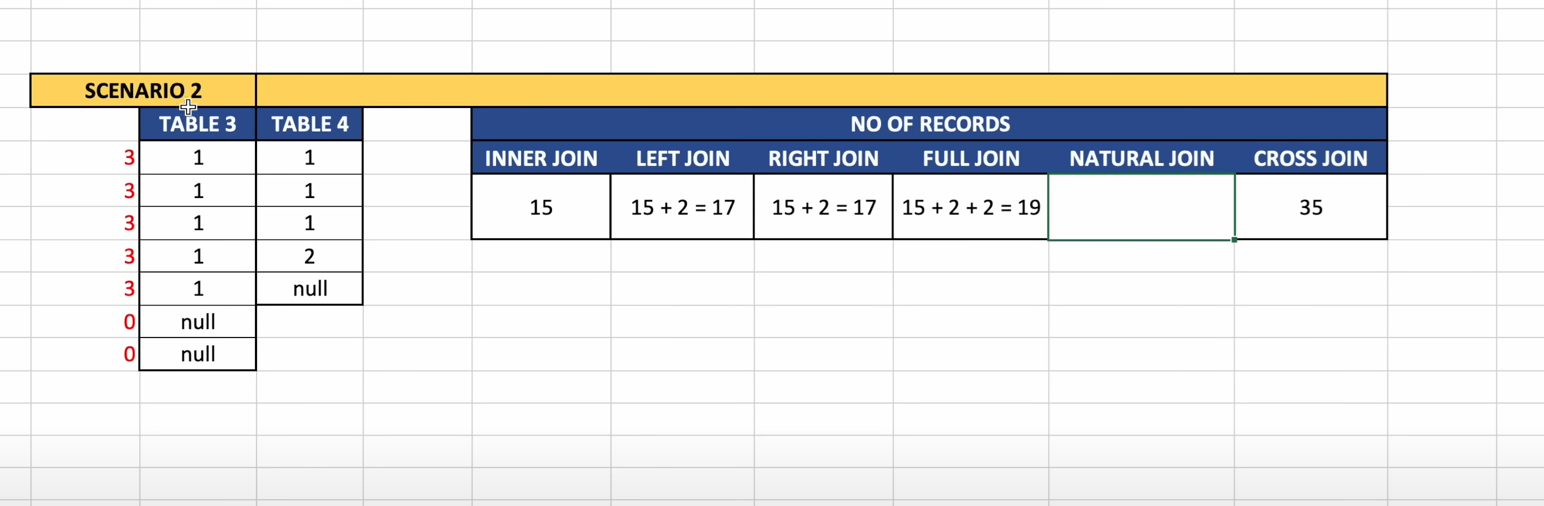 SCENARIO 2
TABLE 3 TABLE 4 NO OF RECORDS
3 1 1 INNER JOIN LEFT JOIN RIGHT JOIN FULL JOIN NATURAL JOIN CROSS JOIN
3 1 1 15 15 + 2 = 17 15 + 2 = 17 15 + 2 + 2 = 19 35
3 1 1
3 1 2
3 1 null
0 null
0 null